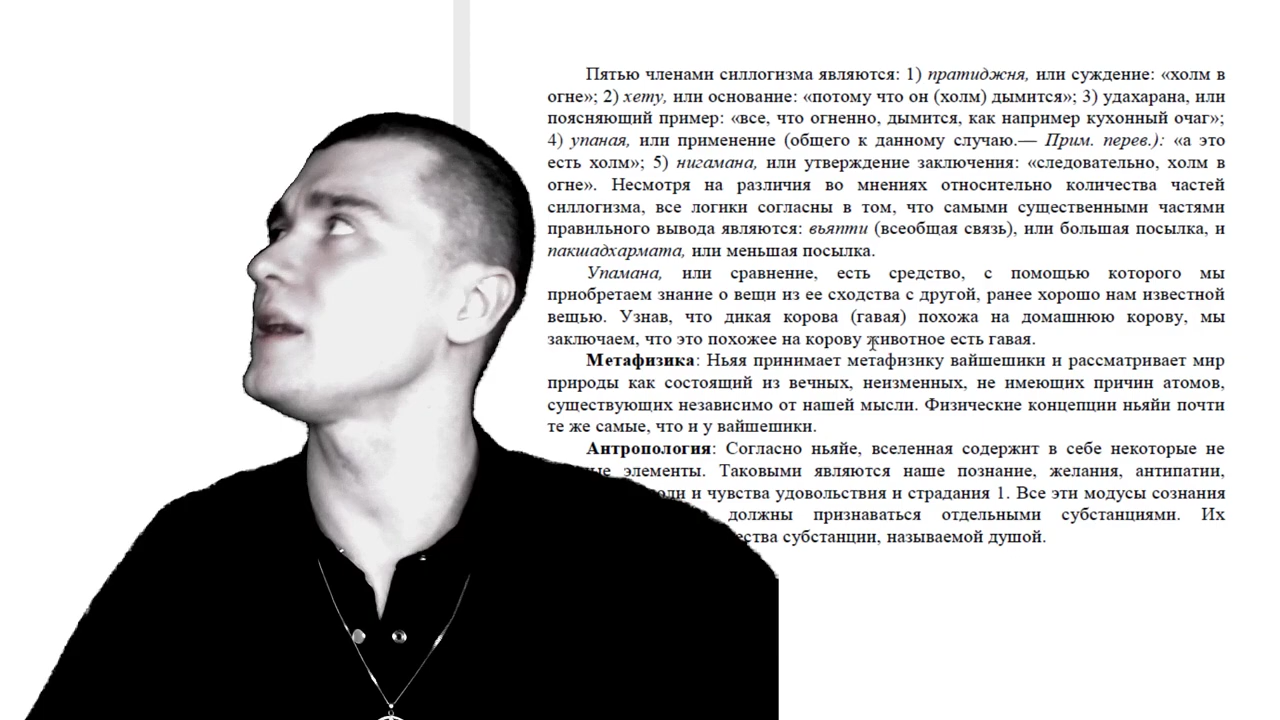 Пятью членами силлогизма являются: 1) пратиджня, или суждение: «холм в
огне»; 2) хету, или основание: «потому что он (холм) дымится»; 3) удахарана, или
поясняющий пример: «все, что огненно, дымится, как например кухонный очаг»;
4) упаная, или применение (общего к данному случаю.— Прим. перев.): «а это
есть холм»; 5) нигамана, или утверждение заключения: «следовательно, холм в
огне». Несмотря на различия во мнениях относительно количества частей
силлогизма, все логики согласны в том, что самыми существенными частями
правильного вывода являются: вьяпти (всеобщая связь), или большая посылка, и
пакшадхармата, или меньшая посылка.
Упамана, или сравнение, есть средство, с помощью которого мы
приобретаем знание о вещи из ее сходства с другой, ранее хорошо нам известной
вещью. Узнав, что дикая корова (гавая) похожа на домашнюю корову, мы
заключаем, что это похожее на корову животное есть гавая.
Метафизика: Ньяя принимает метафизику вайшешики и рассматривает мир
природы как состоящий из вечных, неизменных, не имеющих причин атомов,
существующих независимо от нашей мысли. Физические концепции ньяйи почти
те же самые, что и у вайшешики.
Антропология: Согласно ньяйе, вселенная содержит в себе некоторые не
элементы. Таковыми являются наше познание, желания, антипатии,
и чувства удовольствия и страдания 1. Все эти модусы сознания
должны признаваться отдельными субстанциями. Их
субстанции, называемой душой.